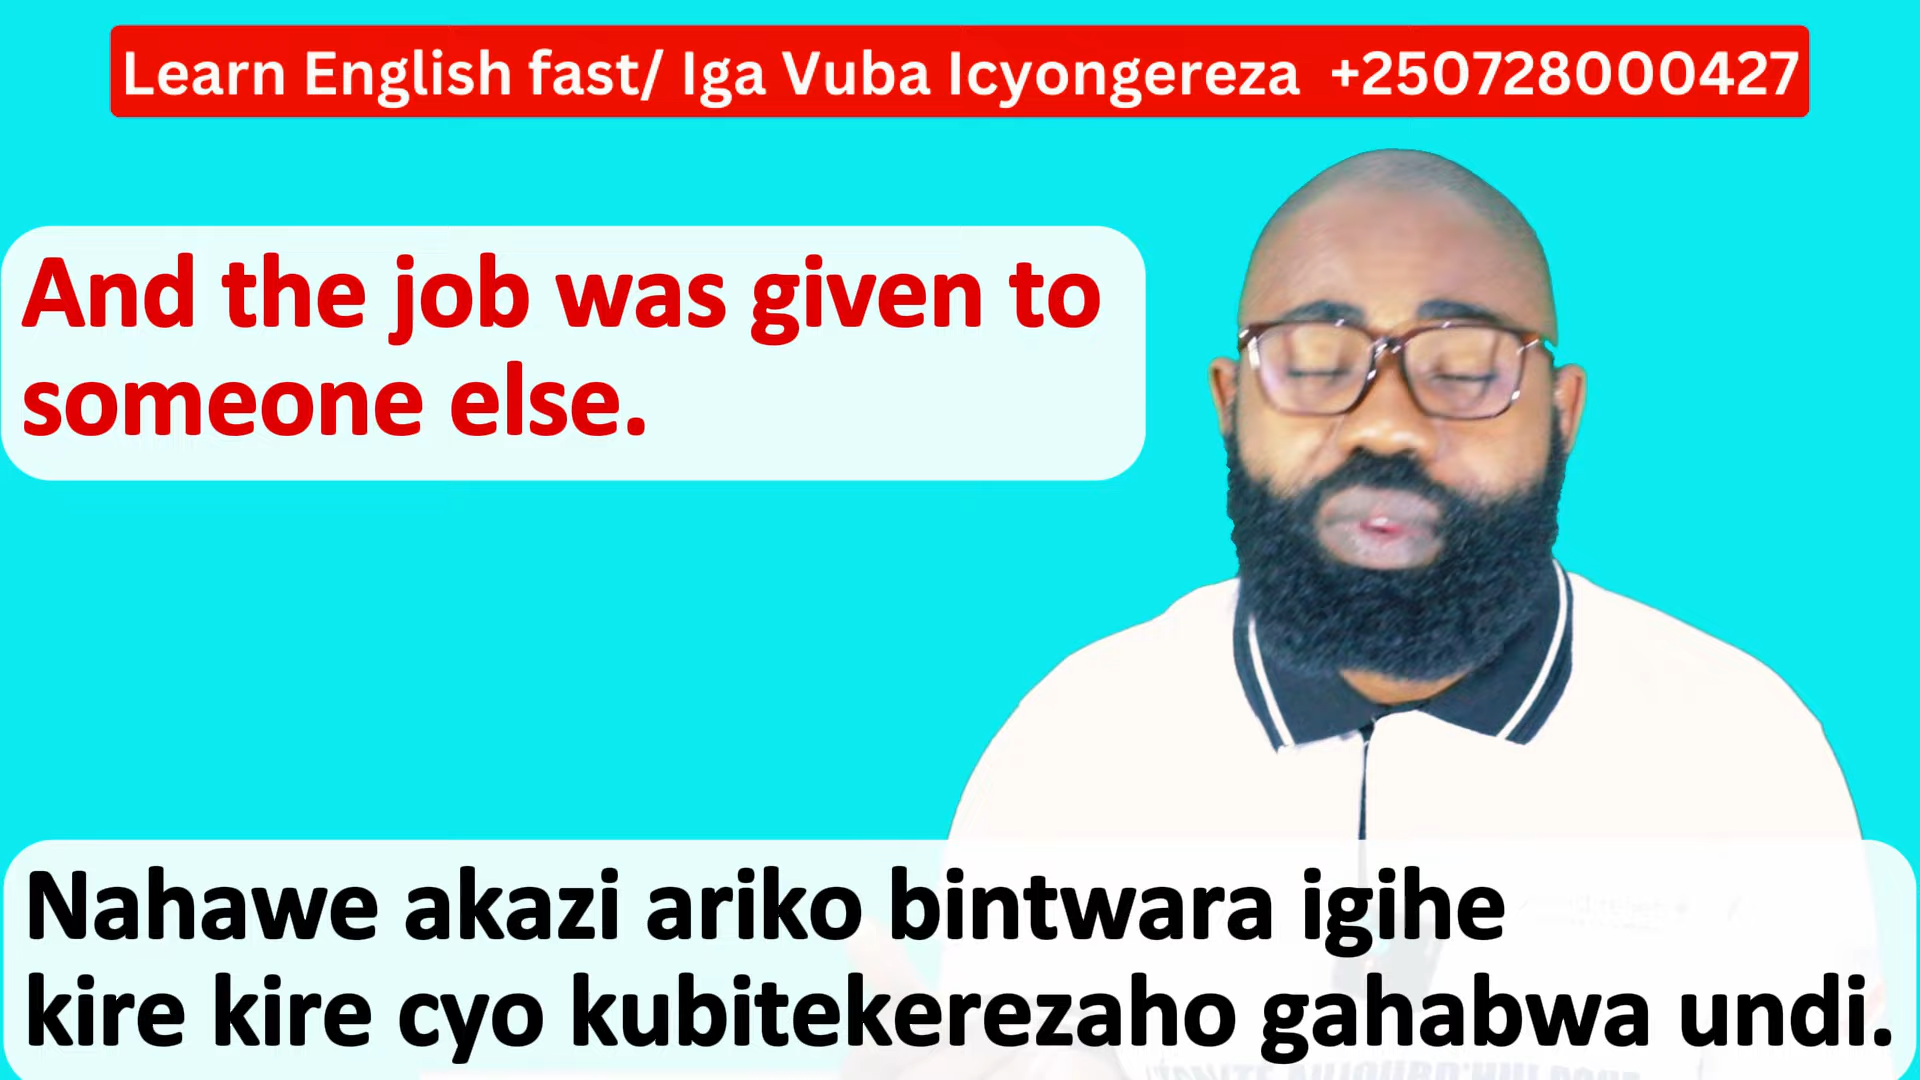 Learn English fast/ Iga Vuba Icyongereza +250728000427
And the job was given to
someone else.
Nahawe akazi ariko bintwara igihe
kire kire cyo kubitekerezaho gahabwa undi.